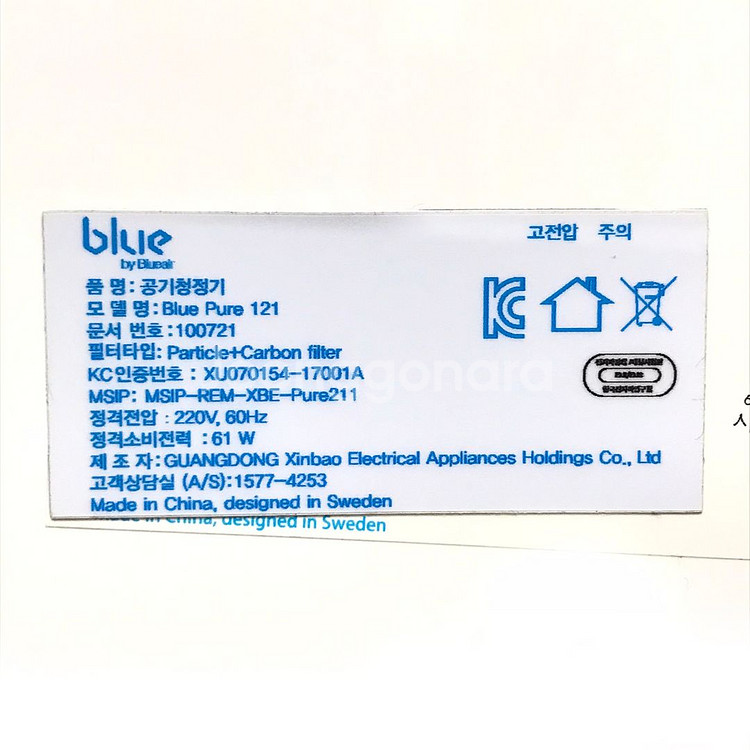 blue
by Blueair
고전압 주의
품 명 : 공기청정기
모 델 명 : Blue Pure 121
문서 번호 : 100721
필터타입: Particle+Carbon filter
KC인증번호 : XU070154-17001A
MSIP: MSIP-REM-XBE-Pure211
정격전압 : 220V, 60Hz
정격소비전력 : 61 W
제 조 자 : GUANGDONG Xinbao Electrical Appliances Holdings Co., Ltd
고객상담실 (A/S):1577-4253
Made in China, designed in Sweden
Made in China, designed in Sweden